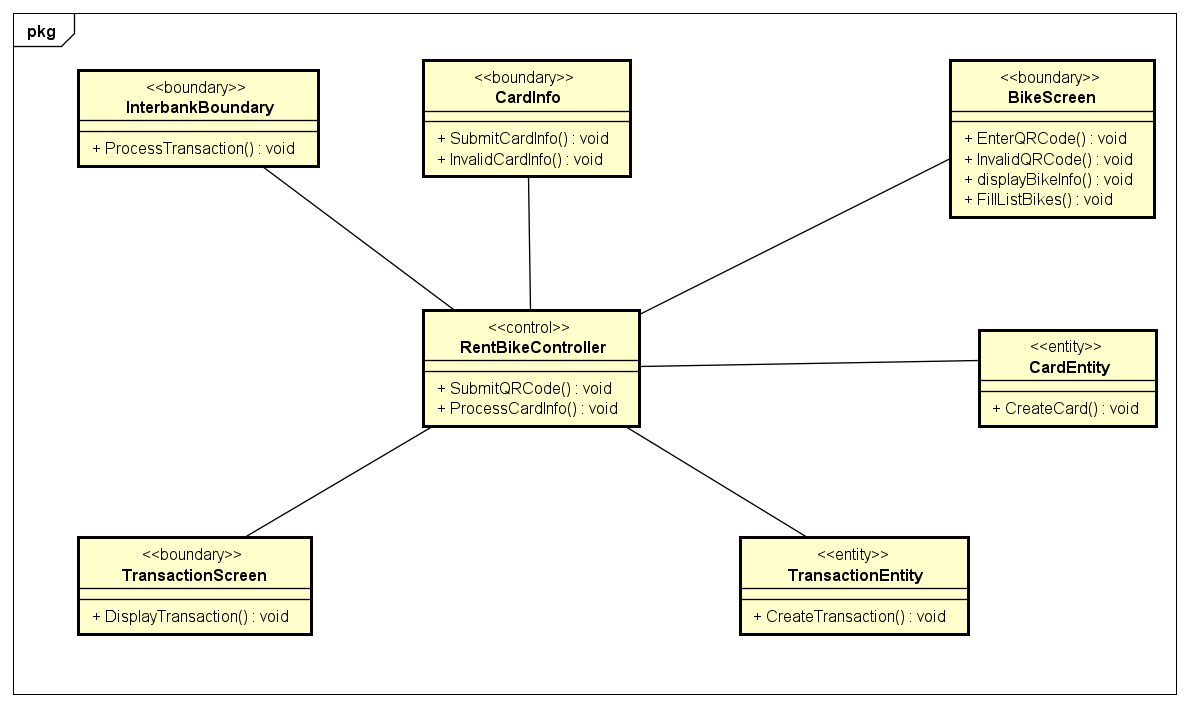 pkg
<<boundary>>
InterbankBoundary
+ ProcessTransaction() : void
<<boundary>>
CardInfo
+ SubmitCardInfo() : void
+ InvalidCardInfo() : void
<<boundary>>
BikeScreen
+ EnterQRCode() : void
+ InvalidQRCode() : void
+ displayBikeInfo() : void
+ FillListBikes() : void
<<control>>
RentBikeController
+ SubmitQRCode() : void
+ ProcessCardInfo() : void
<<entity>>
CardEntity
+ CreateCard() : void
<<boundary>>
TransactionScreen
+ DisplayTransaction() : void
<<entity>>
TransactionEntity
+ CreateTransaction() : void